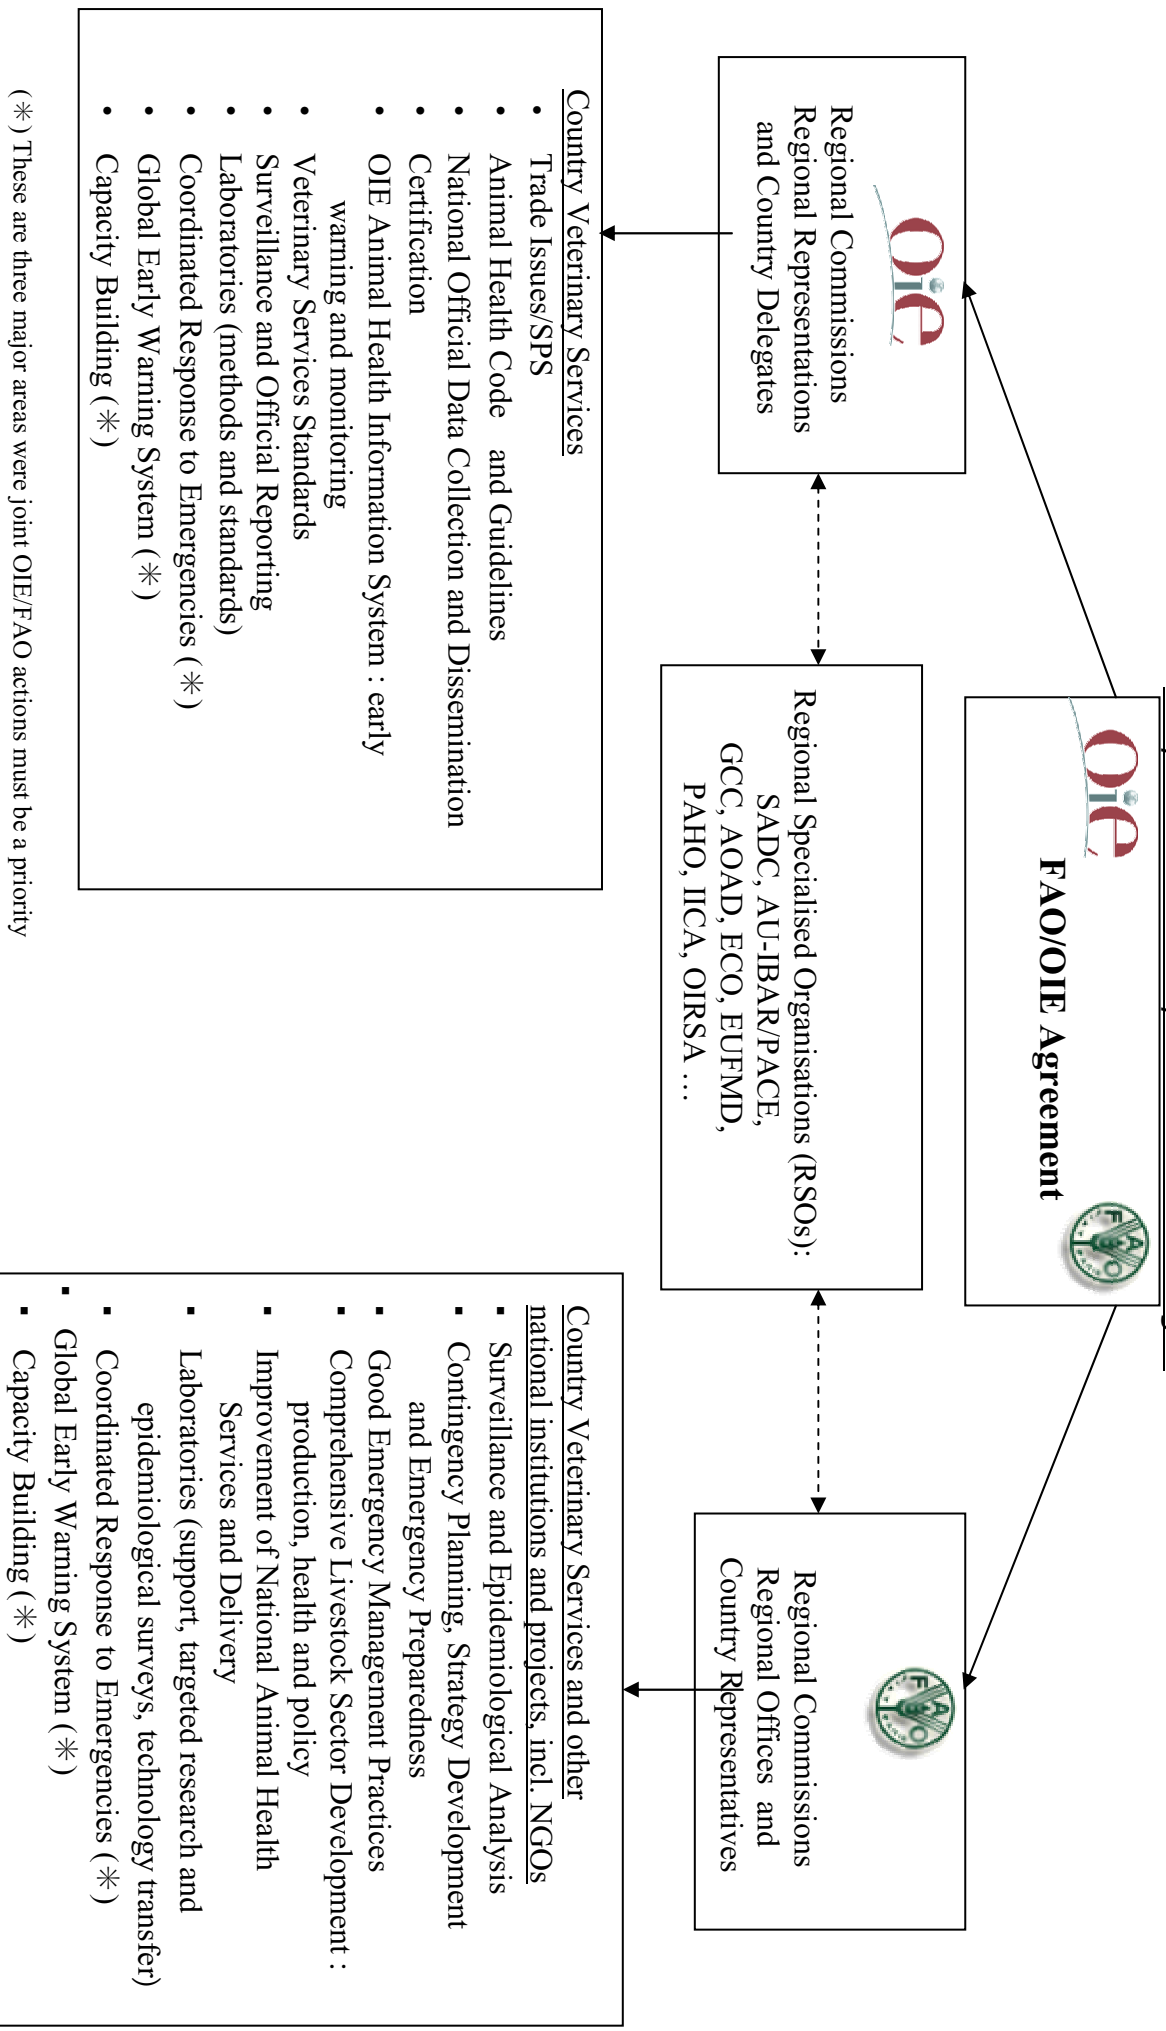 Oie
FAO/OIE Agreement
FAO
Oie
Regional Commissions
Regional Representations
and Country Delegates
Regional Specialised Organisations (RSOs):
SADC, AU-IBAR/PACE,
GCC, AOAD, ECO, EUFMD,
PAHO, IICA, OIRSA …
FAO
Regional Commissions
Regional Offices and
Country Representatives
Country Veterinary Services
• Trade Issues/SPS
• Animal Health Code and Guidelines
• National Official Data Collection and Dissemination
• Certification
• OIE Animal Health Information System : early
warning and monitoring
• Veterinary Services Standards
• Surveillance and Official Reporting
• Laboratories (methods and standards)
• Coordinated Response to Emergencies (✳)
• Global Early Warning System (✳)
• Capacity Building (✳)
Country Veterinary Services and other
national institutions and projects, incl. NGOs
▪ Surveillance and Epidemiological Analysis
▪ Contingency Planning, Strategy Development
and Emergency Preparedness
▪ Good Emergency Management Practices
▪ Comprehensive Livestock Sector Development :
production, health and policy
▪ Improvement of National Animal Health
Services and Delivery
▪ Laboratories (support, targeted research and
epidemiological surveys, technology transfer)
▪ Coordinated Response to Emergencies (✳)
▪ Global Early Warning System (✳)
▪ Capacity Building (✳)
(✳) These are three major areas were joint OIE/FAO actions must be a priority